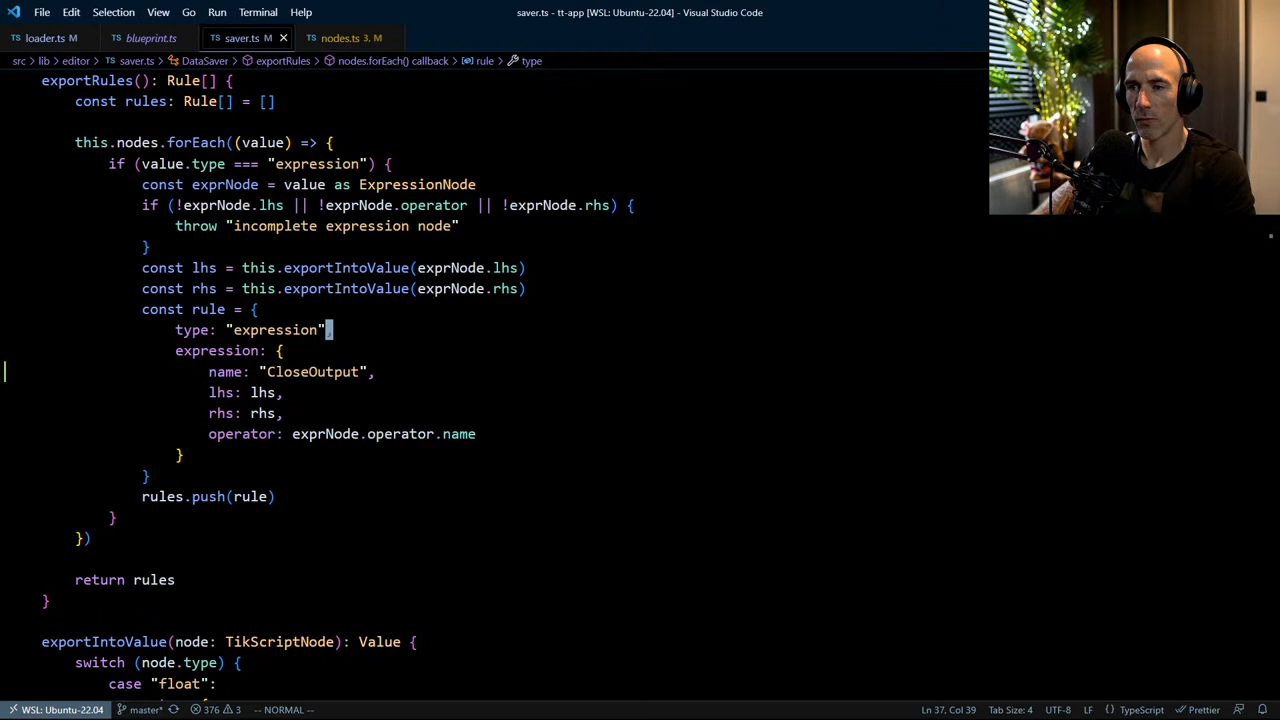 File Edit Selection View Go Run Terminal Help
saver.ts - tt-app [WSL: Ubuntu-22.04] - Visual Studio Code
TS loader.ts M
TS blueprint.ts
TS saver.ts M
TS nodes.ts 3, M
src > lib > editor > TS saver.ts > DataSaver > exportRules > nodes.forEach() callback > rule > type
exportRules(): Rule[] {
const rules: Rule[] = []
this.nodes.forEach((value) => {
if (value.type === "expression") {
const exprNode = value as ExpressionNode
if (!exprNode.lhs || !exprNode.operator || !exprNode.rhs) {
throw "incomplete expression node"
}
const lhs = this.exportIntoValue(exprNode.lhs)
const rhs = this.exportIntoValue(exprNode.rhs)
const rule = {
type: "expression",
expression: {
name: "CloseOutput",
lhs: lhs,
rhs: rhs,
operator: exprNode.operator.name
}
}
rules.push(rule)
}
})
return rules
}
exportIntoValue(node: TikScriptNode): Value {
switch (node.type) {
case "float":
WSL: Ubuntu-22.04 master* 376 3 -- NORMAL -- Ln 37, Col 39 Tab Size: 4 UTF-8 LF {} TypeScript Prettier